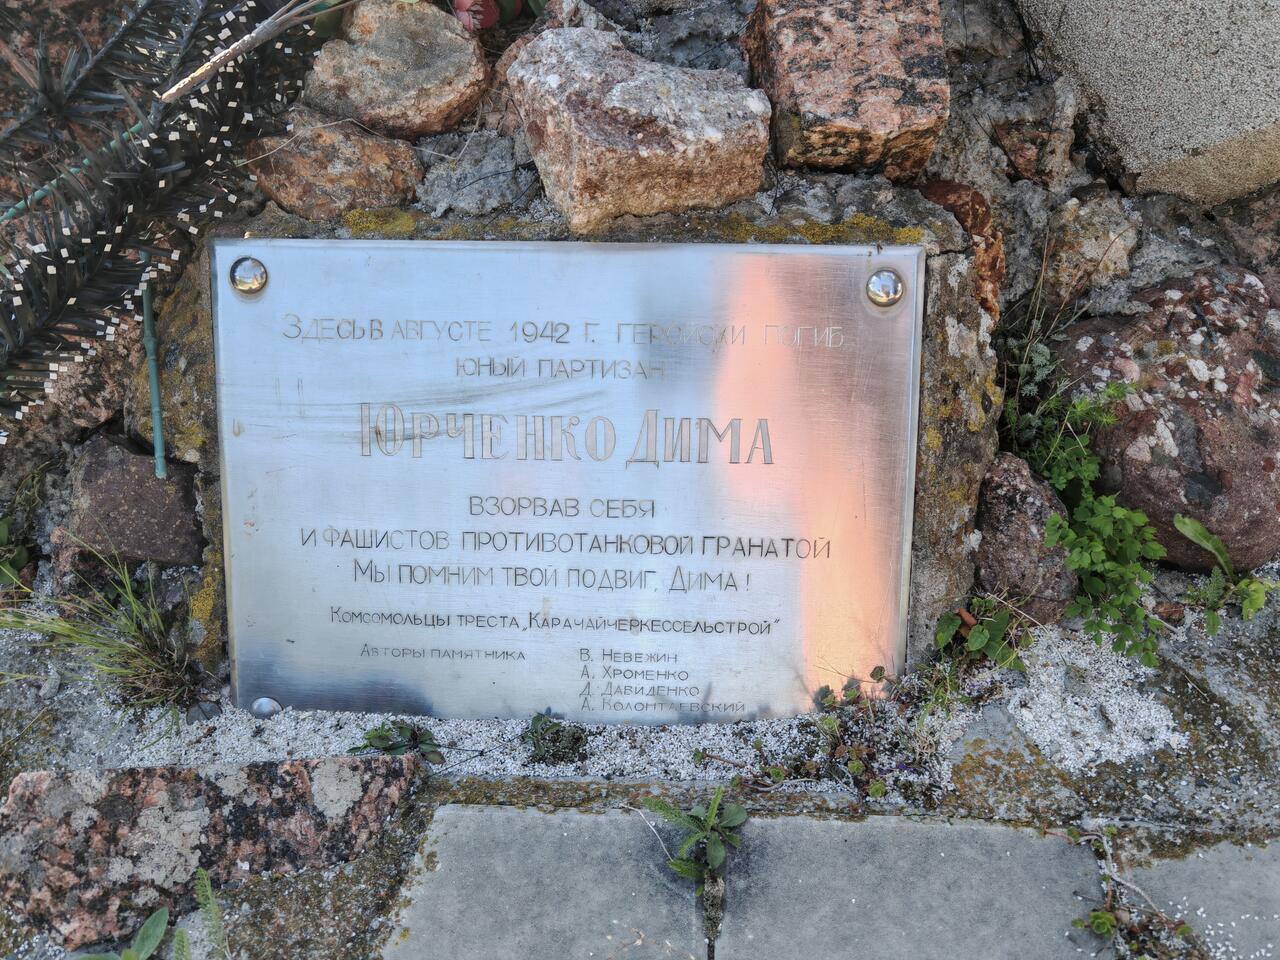 Здесь в августе 1942 г. геройски погиб
юный партизан
Юрченко Дима
взорвав себя
и фашистов противотанковой гранатой
Мы помним твой подвиг, Дима!
Комсомольцы треста „Карачайчеркессельстрой"
Авторы памятника В. Невежин
А. Хроменко
Д. Давиденко
А. Колонтаевский